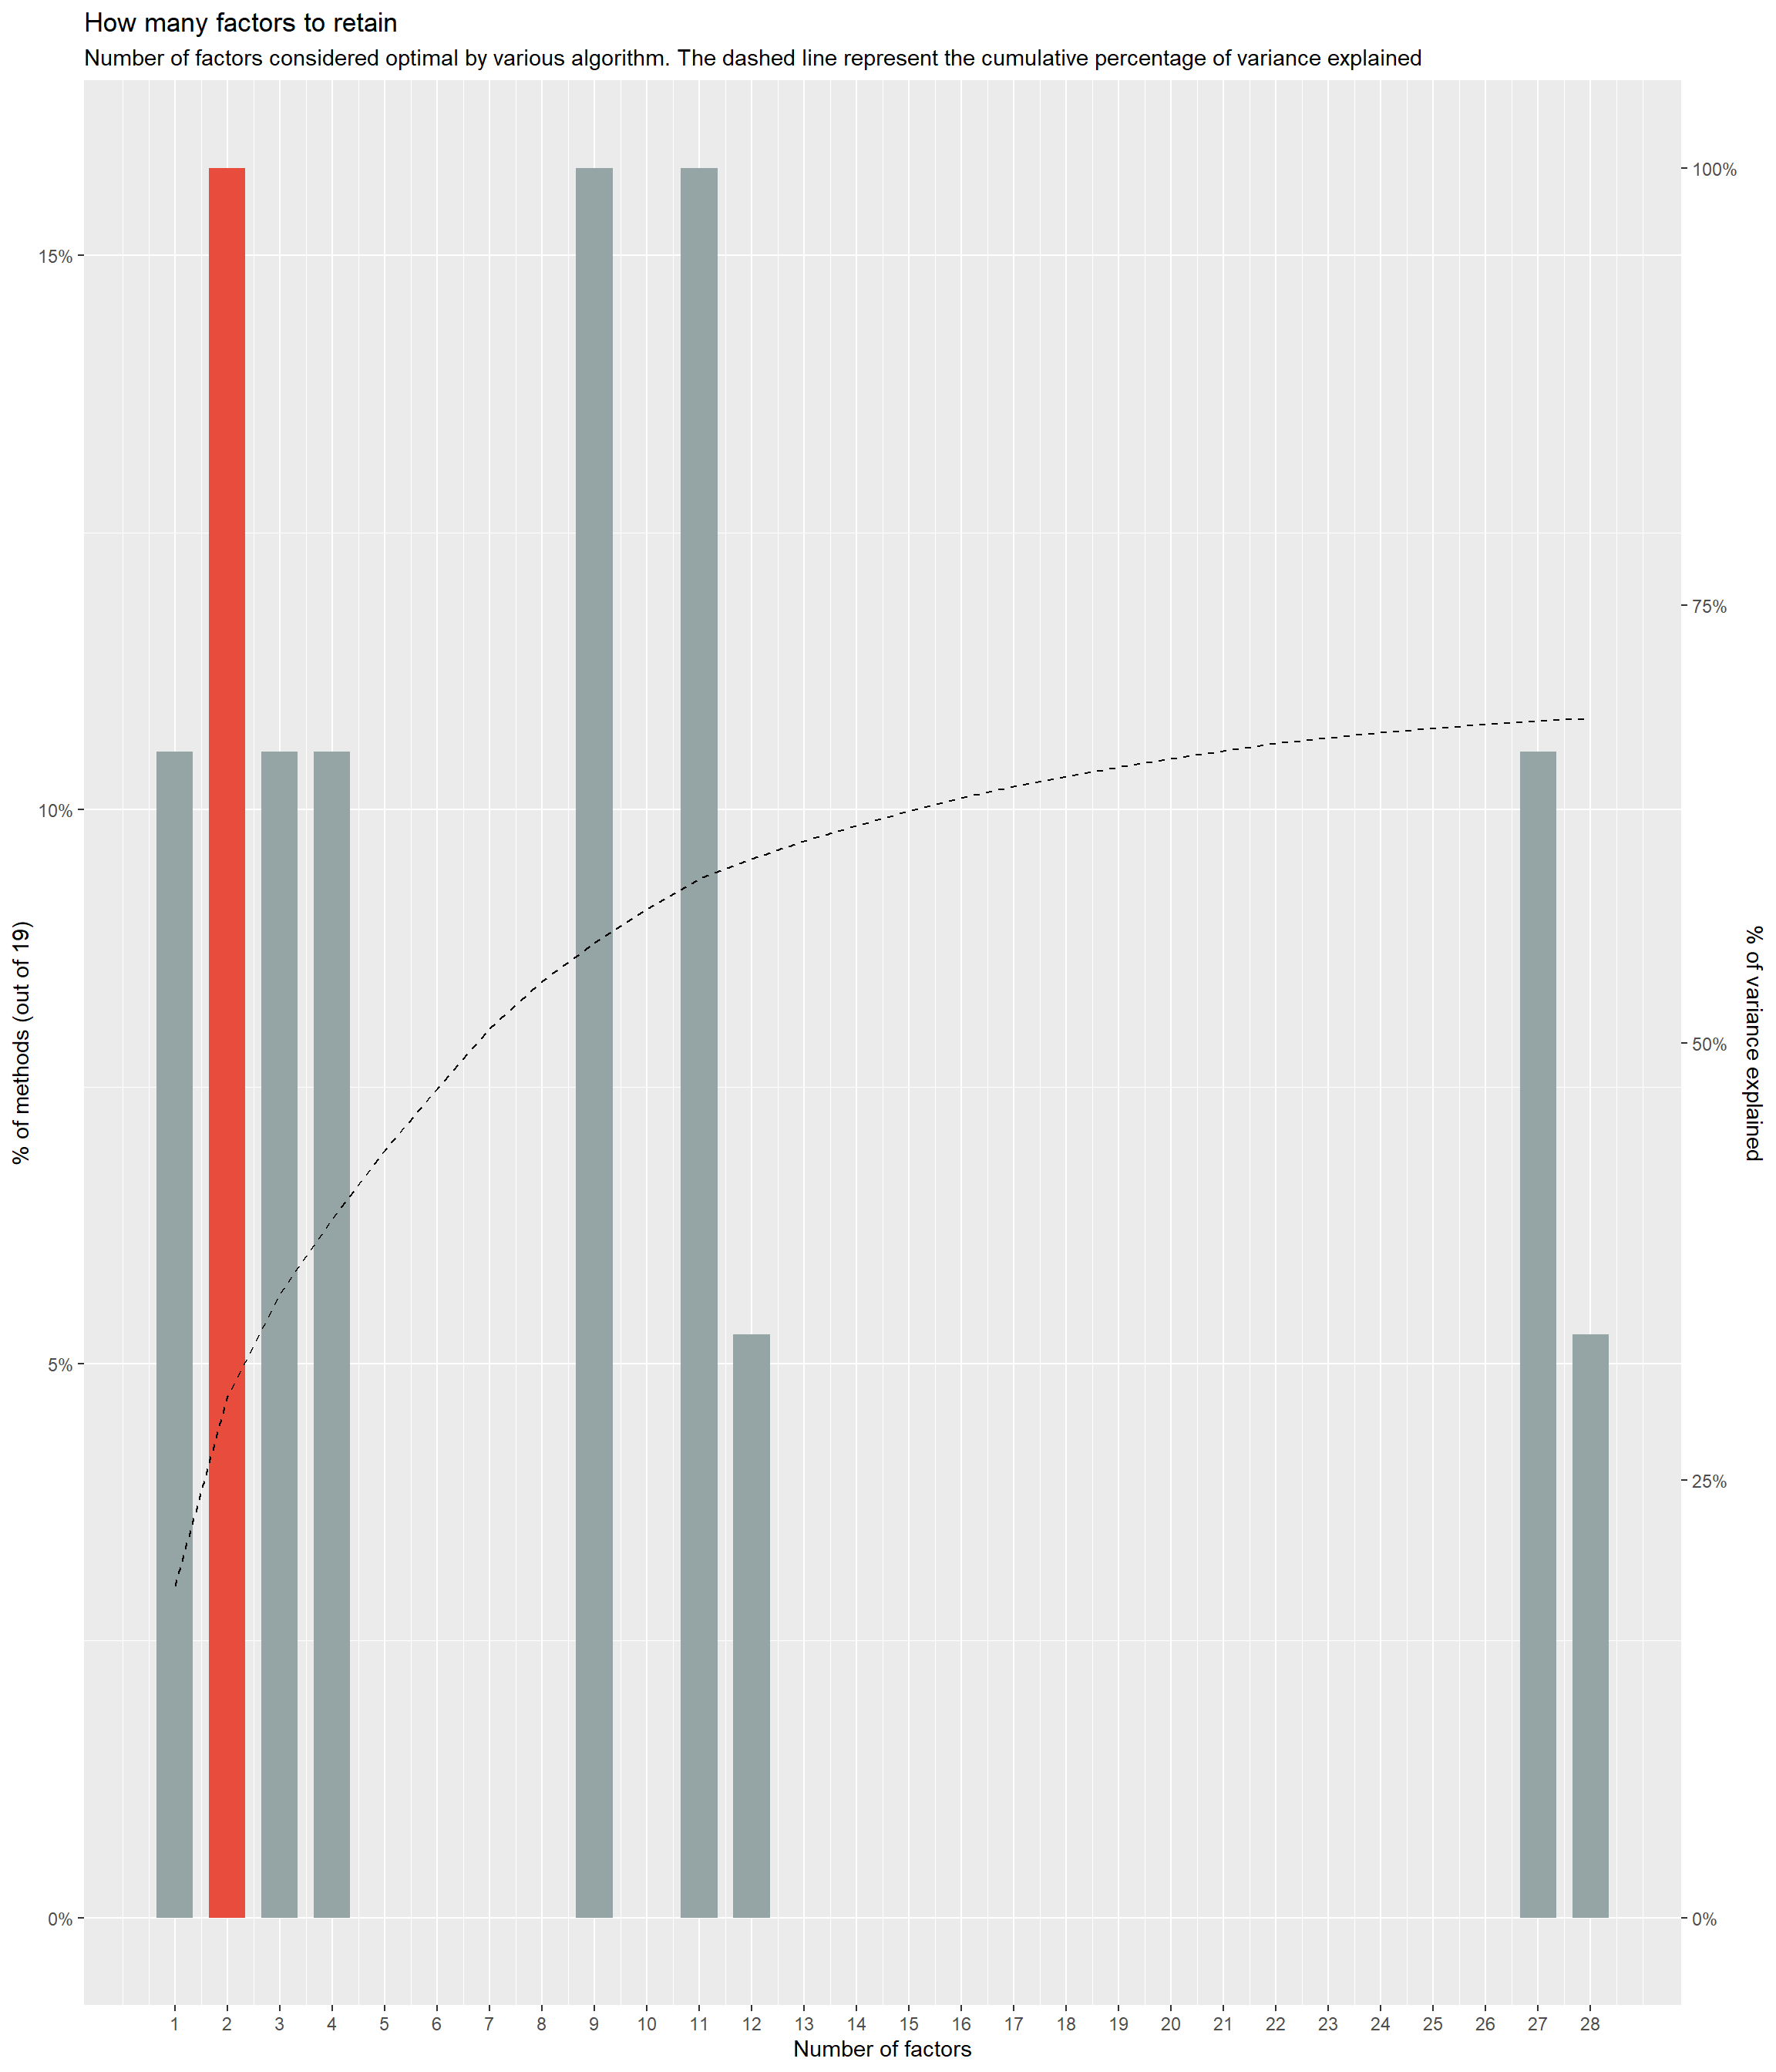 How many factors to retain
Number of factors considered optimal by various algorithm. The dashed line represent the cumulative percentage of variance explained
% of methods (out of 19)
15%
10%
5%
0%
100%
75%
50%
25%
0%
% of variance explained
1 2 3 4 5 6 7 8 9 10 11 12 13 14 15 16 17 18 19 20 21 22 23 24 25 26 27 28
Number of factors